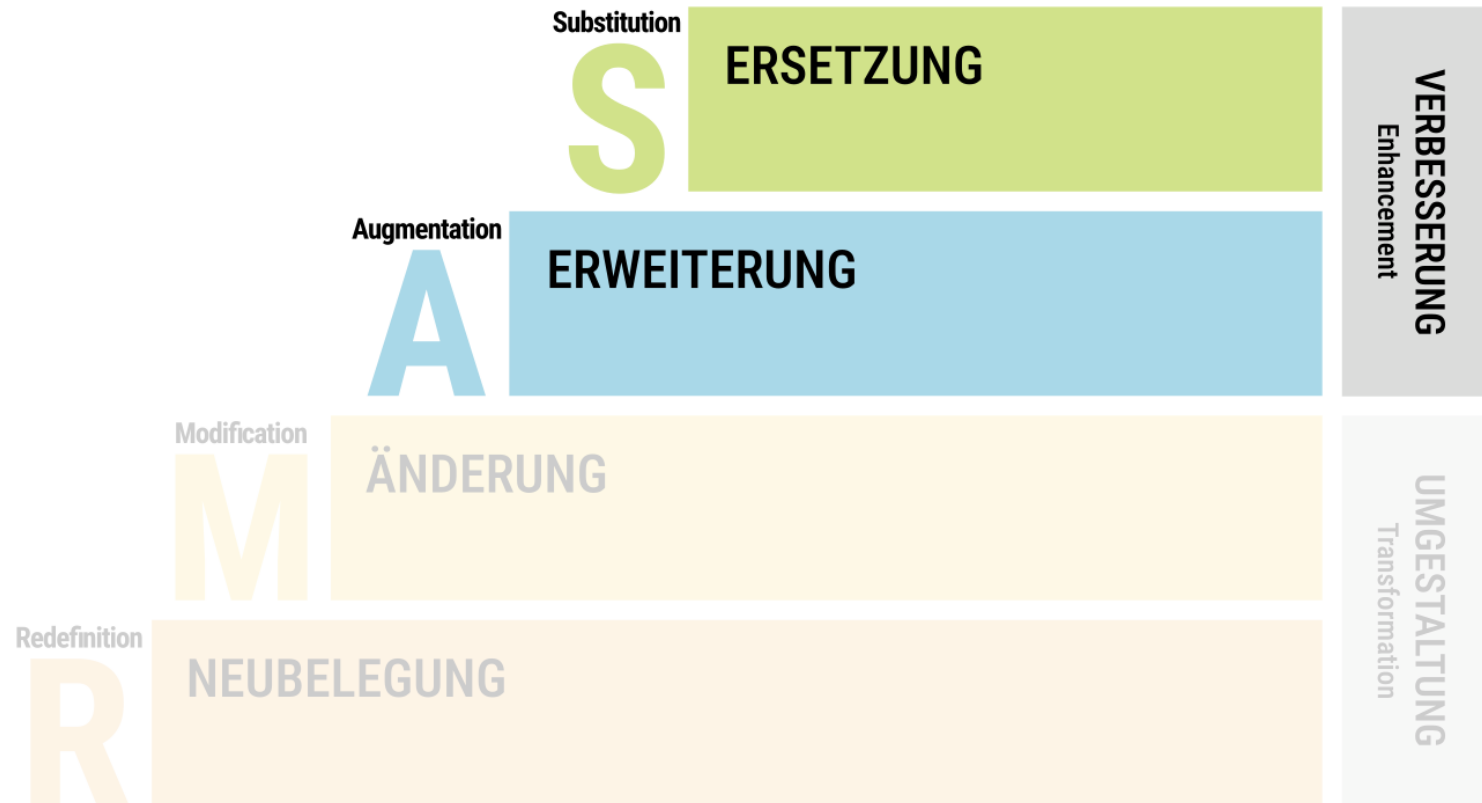 Substitution
S
ERSETZUNG
Augmentation
A
ERWEITERUNG
VERBESSERUNG
Enhancement
Modification
M
ÄNDERUNG
Redefinition
R
NEUBELEGUNG
UMGESTALTUNG
Transformation